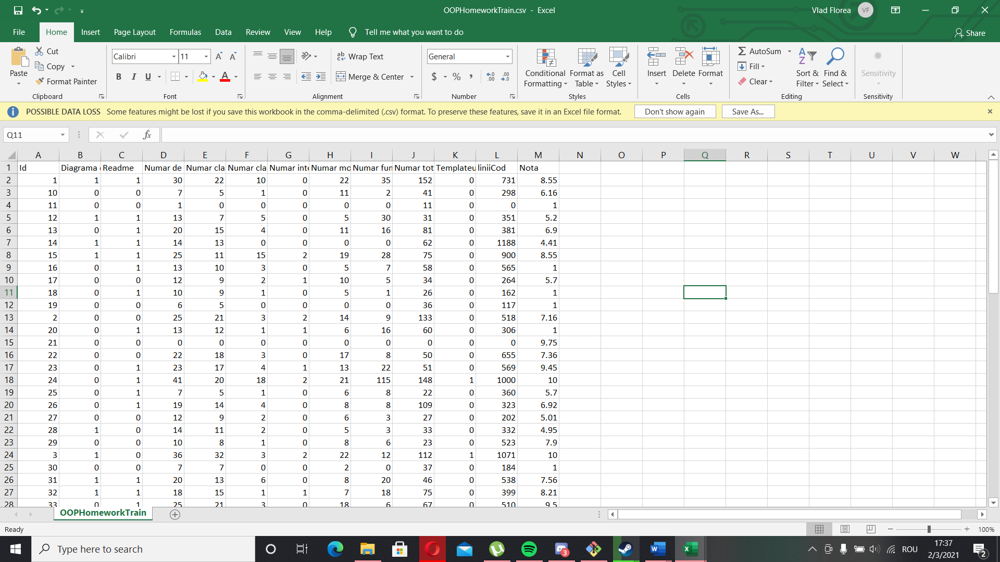 OOPHomeworkTrain.csv - Excel
Vlad Florea VF
File Home Insert Page Layout Formulas Data Review View Help Tell me what you want to do Share
Paste
Cut
Copy
Format Painter
Clipboard
Calibri 11
B I U
Font
Wrap Text
Merge & Center
Alignment
General
$ % ,
Number
Conditional Formatting
Format as Table
Cell Styles
Styles
Insert Delete Format
Cells
AutoSum
Fill
Clear
Sort & Filter
Find & Select
Editing
Sensitivity
Sensitivity
POSSIBLE DATA LOSS Some features might be lost if you save this workbook in the comma-delimited (.csv) format. To preserve these features, save it in an Excel file format. Don't show again Save As...
Q11 fx
A B C D E F G H I J K L M N O P Q R S T U V W
1 Id Diagrama Readme Numar de Numar cla Numar cla Numar inte Numar mo Numar fun Numar tot Templateu liniiCod Nota
2 1 1 1 30 22 10 0 22 35 152 0 731 8.55
3 10 0 0 7 5 1 0 11 2 41 0 298 6.16
4 11 0 0 1 0 0 0 0 0 11 0 0 1
5 12 1 1 13 7 5 0 5 30 31 0 351 5.2
6 13 0 1 20 15 4 0 11 16 81 0 381 6.9
7 14 1 1 14 13 0 0 0 0 62 0 1188 4.41
8 15 1 1 25 11 15 2 19 28 75 0 900 8.55
9 16 0 1 13 10 3 0 5 7 58 0 565 1
10 17 0 0 12 9 2 1 10 5 34 0 264 5.7
11 18 0 1 10 9 1 0 5 1 26 0 162 1
12 19 0 0 6 5 0 0 0 0 36 0 117 1
13 2 0 0 25 21 3 2 14 9 133 0 518 7.16
14 20 0 1 13 12 1 1 6 16 60 0 306 1
15 21 0 0 0 0 0 0 0 0 0 0 0 9.75
16 22 0 0 22 18 3 0 17 8 50 0 655 7.36
17 23 0 1 23 17 4 1 13 22 51 0 569 9.45
18 24 0 1 41 20 18 2 21 115 148 1 1000 10
19 25 0 1 7 5 1 0 6 8 22 0 360 5.7
20 26 0 1 19 14 4 0 8 8 109 0 323 6.92
21 27 0 0 12 9 2 0 6 3 27 0 202 5.01
22 28 1 0 14 11 2 0 5 3 33 0 332 4.95
23 29 0 0 10 8 1 0 8 6 23 0 523 7.9
24 3 1 0 36 32 3 2 22 12 112 1 1071 10
25 30 0 0 7 7 0 0 2 0 37 0 184 1
26 31 1 1 20 13 6 0 8 20 46 0 538 7.56
27 32 1 1 18 15 1 1 7 18 75 0 399 8.21
28 33 0 1 25 21 3 0 18 6 67 0 510 9.5
OOPHomeworkTrain
Ready 100%
Type here to search
3
ROU
17:37
2/3/2021
2